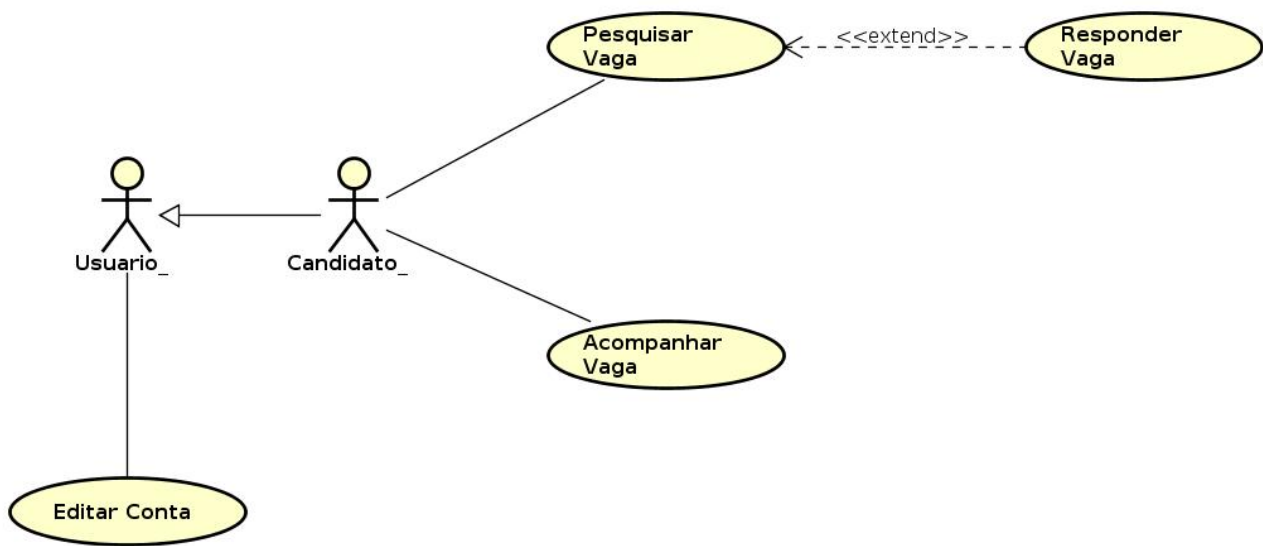 Pesquisar
Vaga
<<extend>>
Responder
Vaga
Usuario_
Candidato_
Acompanhar
Vaga
Editar Conta